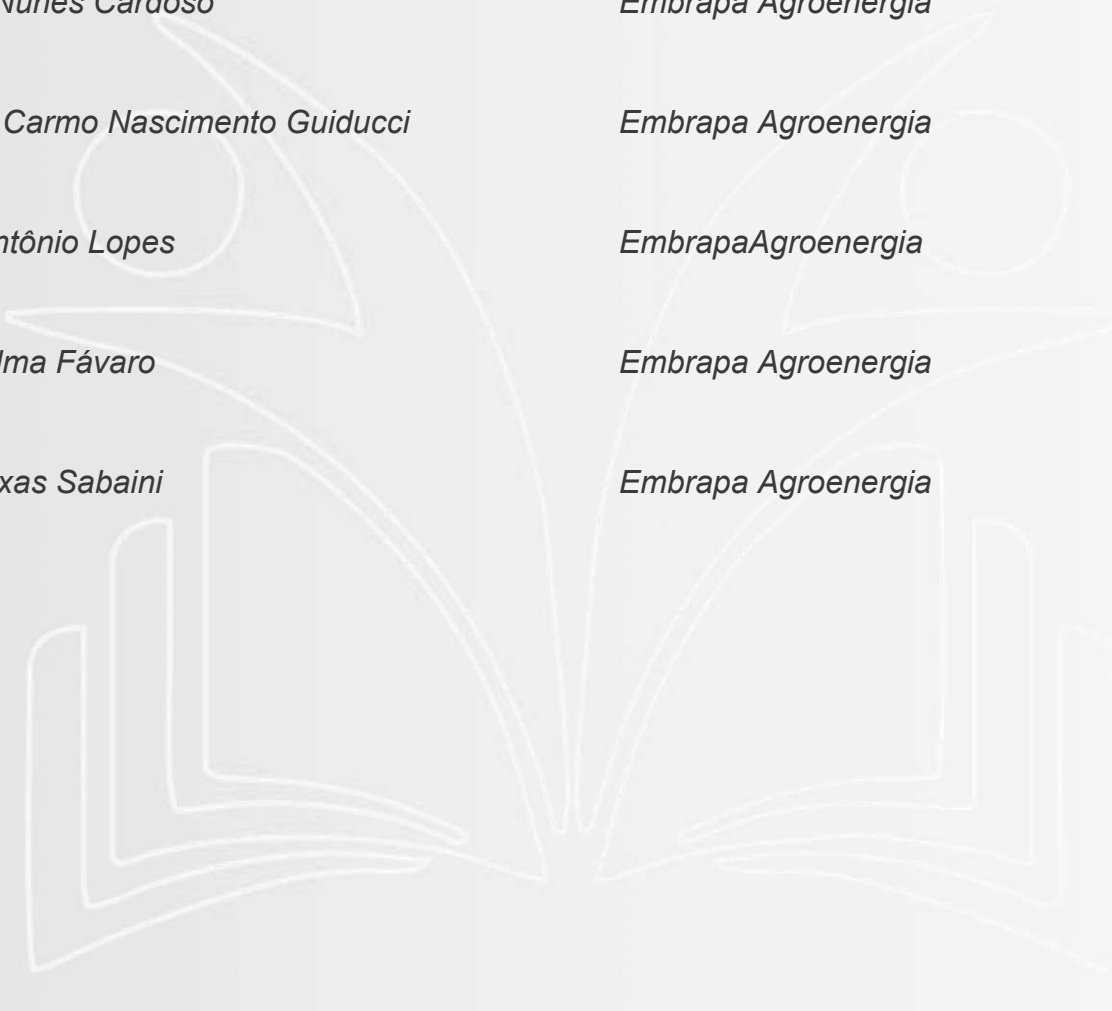 Nunes Cardoso Embrapa Agroenergia
Carmo Nascimento Guiducci Embrapa Agroenergia
ntônio Lopes EmbrapaAgroenergia
lma Fávaro Embrapa Agroenergia
xas Sabaini Embrapa Agroenergia